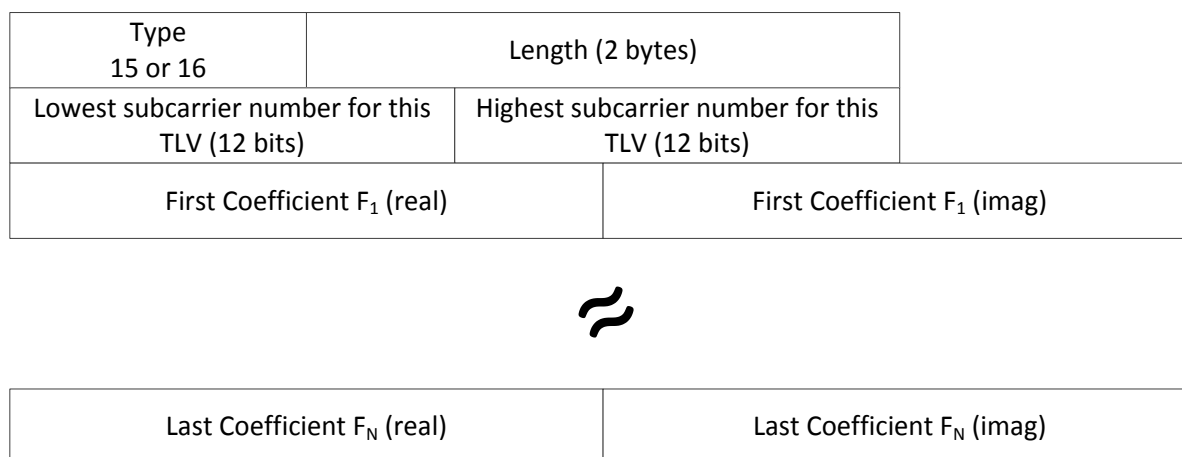 Type
15 or 16
Length (2 bytes)
Lowest subcarrier number for this
TLV (12 bits)
Highest subcarrier number for this
TLV (12 bits)
First Coefficient F₁ (real)
First Coefficient F₁ (imag)
Last Coefficient Fₙ (real)
Last Coefficient Fₙ (imag)